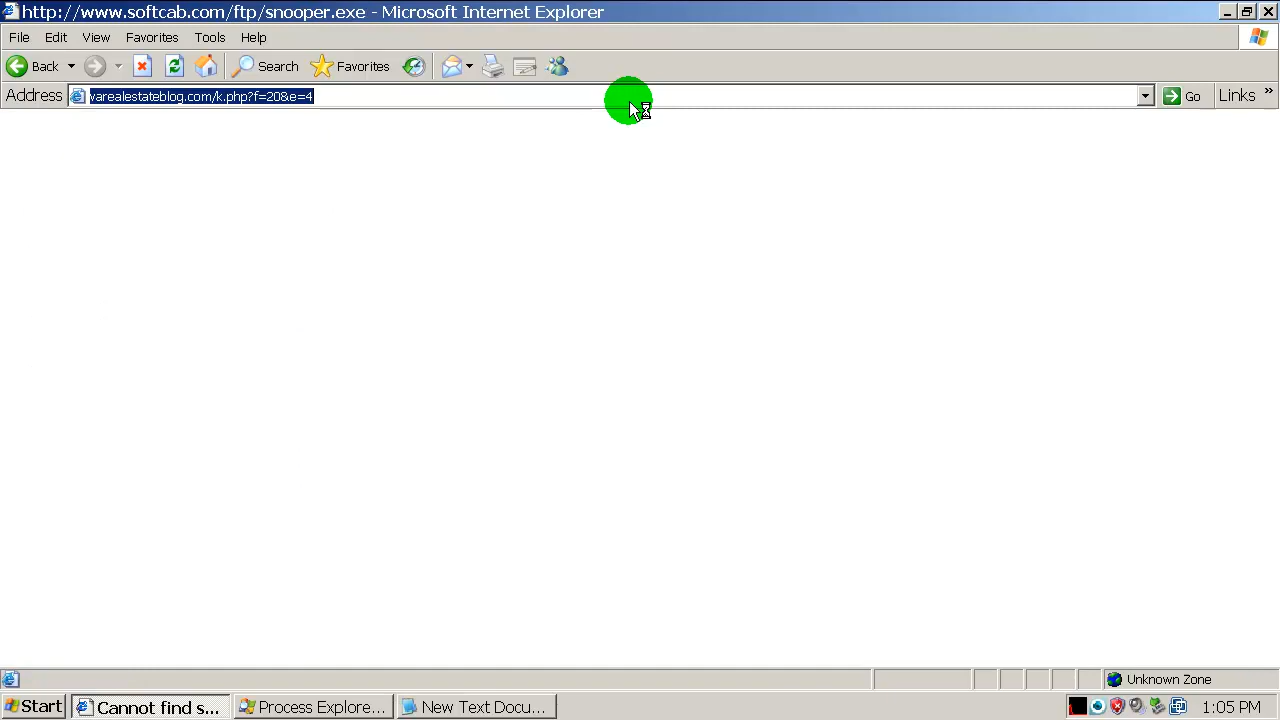 http://www.softcab.com/ftp/snooper.exe - Microsoft Internet Explorer
File Edit View Favorites Tools Help
Back Search Favorites
Address varealestateblog.com/k.php?f=20&e=4 Go Links »
Unknown Zone
Start Cannot find s... Process Explora... New Text Docu... 1:05 PM